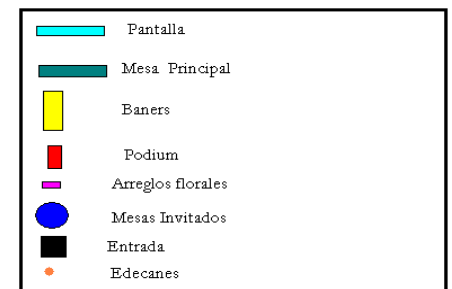 Pantalla
Mesa Principal
Baners
Podium
Arreglos florales
Mesas Invitados
Entrada
Edecanes